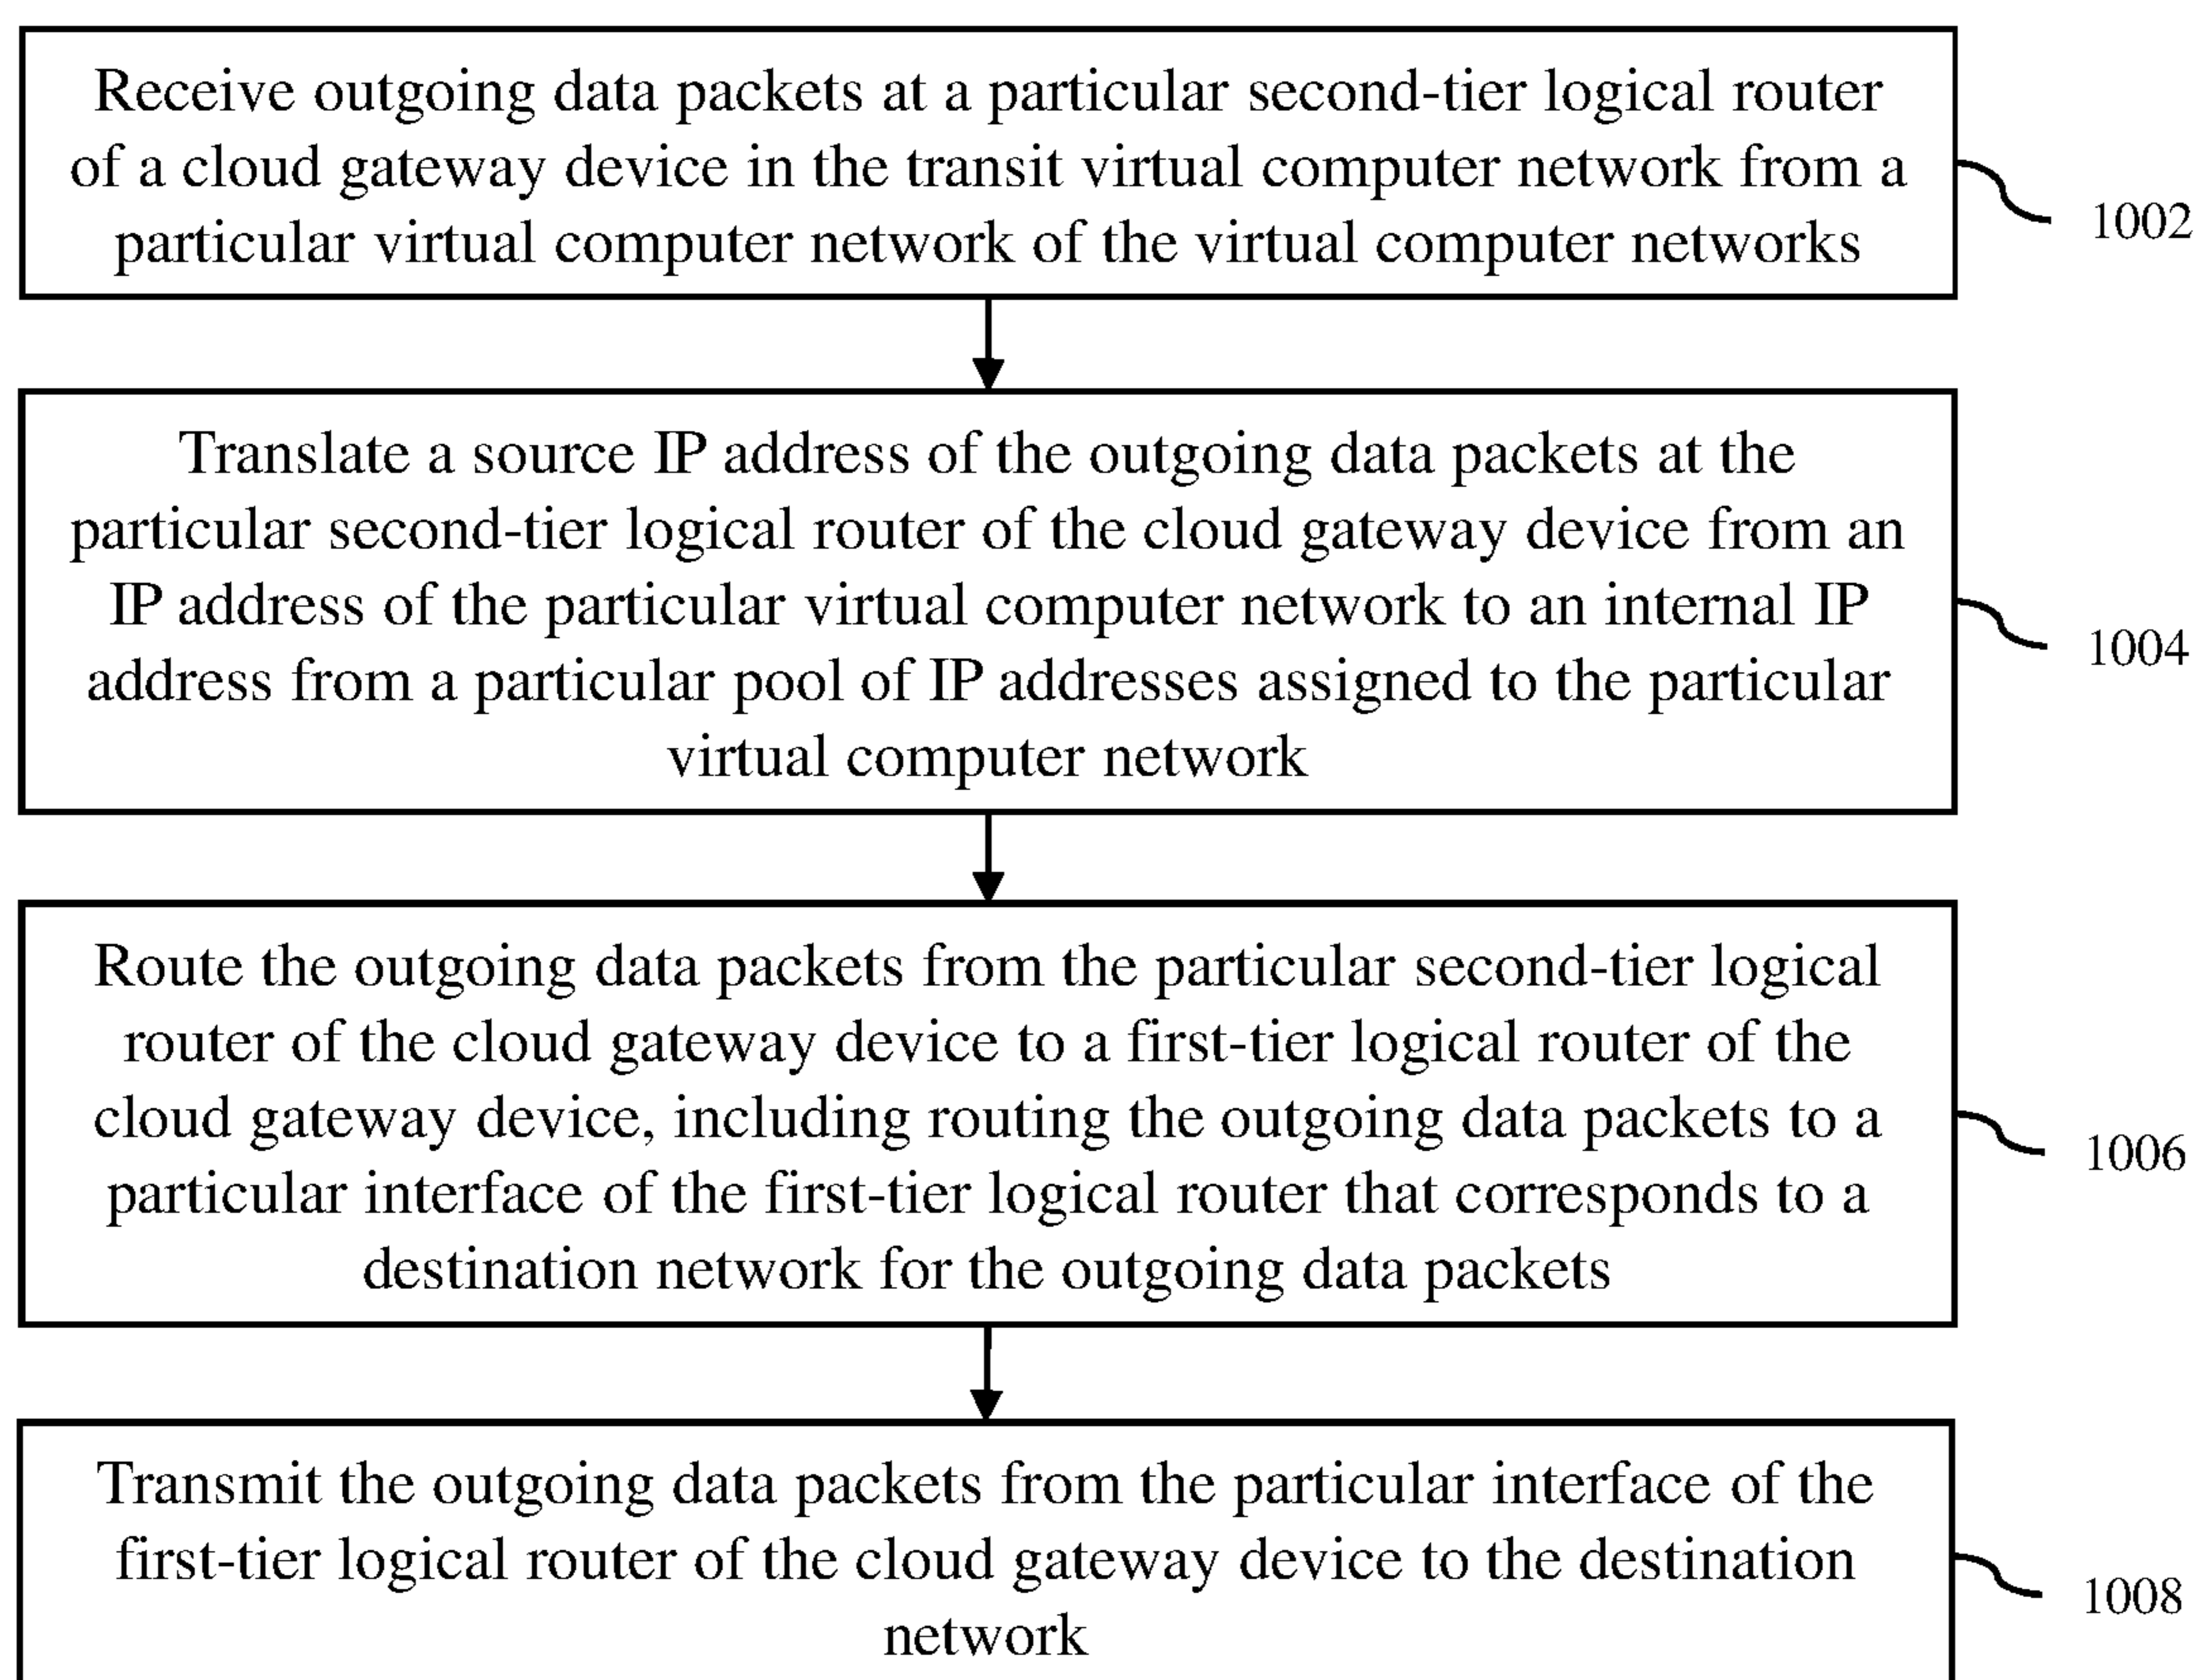 Receive outgoing data packets at a particular second-tier logical router
of a cloud gateway device in the transit virtual computer network from a
particular virtual computer network of the virtual computer networks
1002
Translate a source IP address of the outgoing data packets at the
particular second-tier logical router of the cloud gateway device from an
IP address of the particular virtual computer network to an internal IP
address from a particular pool of IP addresses assigned to the particular
virtual computer network
1004
Route the outgoing data packets from the particular second-tier logical
router of the cloud gateway device to a first-tier logical router of the
cloud gateway device, including routing the outgoing data packets to a
particular interface of the first-tier logical router that corresponds to a
destination network for the outgoing data packets
1006
Transmit the outgoing data packets from the particular interface of the
first-tier logical router of the cloud gateway device to the destination
network
1008